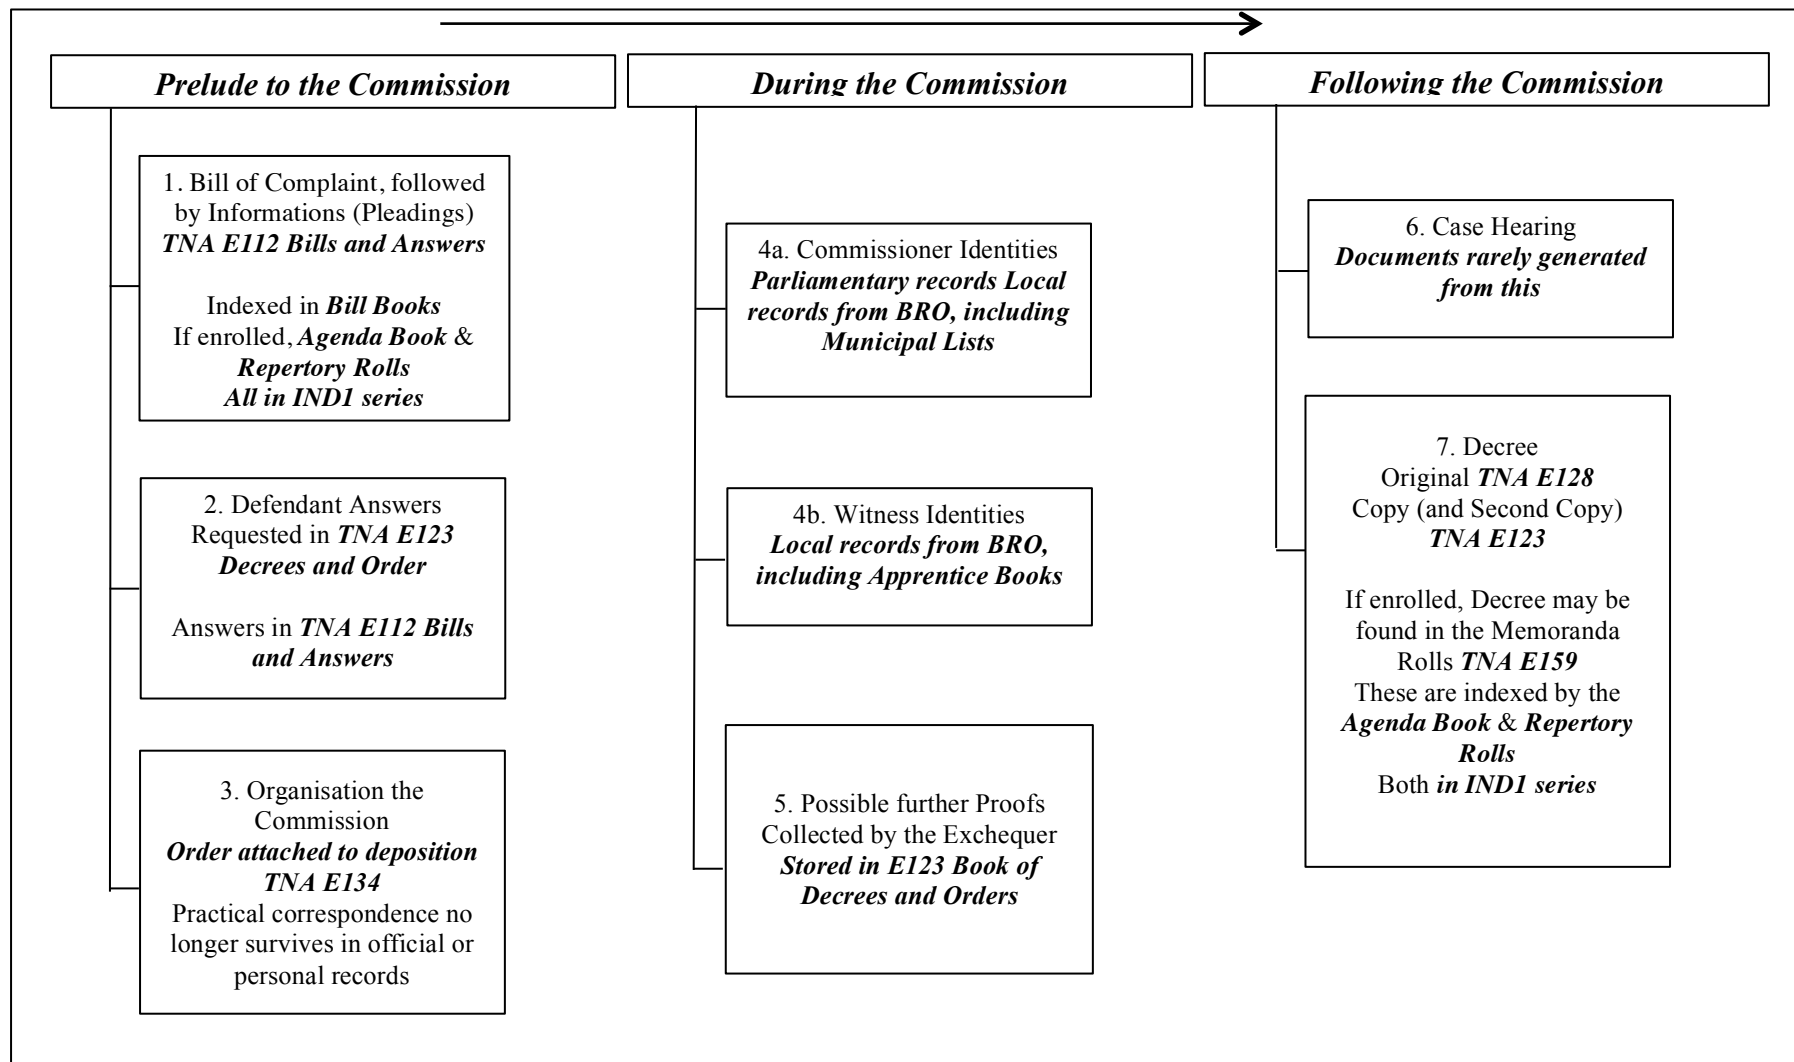 Prelude to the Commission
1. Bill of Complaint, followed
by Informations (Pleadings)
TNA E112 Bills and Answers
Indexed in Bill Books
If enrolled, Agenda Book &
Repertory Rolls
All in IND1 series
2. Defendant Answers
Requested in TNA E123
Decrees and Order
Answers in TNA E112 Bills
and Answers
3. Organisation the
Commission
Order attached to deposition
TNA E134
Practical correspondence no
longer survives in official or
personal records
During the Commission
4a. Commissioner Identities
Parliamentary records Local
records from BRO, including
Municipal Lists
4b. Witness Identities
Local records from BRO,
including Apprentice Books
5. Possible further Proofs
Collected by the Exchequer
Stored in E123 Book of
Decrees and Orders
Following the Commission
6. Case Hearing
Documents rarely generated
from this
7. Decree
Original TNA E128
Copy (and Second Copy)
TNA E123
If enrolled, Decree may be
found in the Memoranda
Rolls TNA E159
These are indexed by the
Agenda Book & Repertory
Rolls
Both in IND1 series